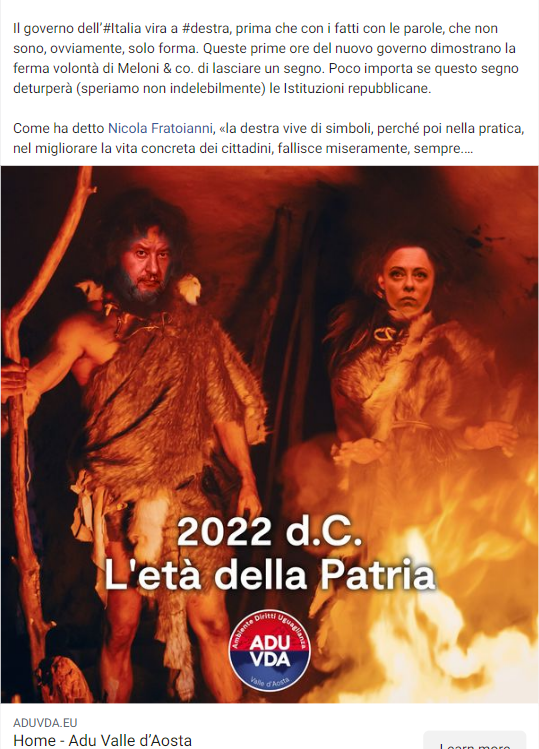 Il governo dell'#Italia vira a #destra, prima che con i fatti con le parole, che non
sono, ovviamente, solo forma. Queste prime ore del nuovo governo dimostrano la
ferma volontà di Meloni & co. di lasciare un segno. Poco importa se questo segno
deturperà (speriamo non indelebilmente) le Istituzioni repubblicane.
Come ha detto Nicola Fratoianni, «la destra vive di simboli, perché poi nella pratica,
nel migliorare la vita concreta dei cittadini, fallisce miseramente, sempre....
2022 d.C.
L'età della Patria
Ambiente Diritti Uguaglianza
ADU
VDA
Valle d'Aosta
ADUVDA.EU
Home - Adu Valle d'Aosta
Learn more